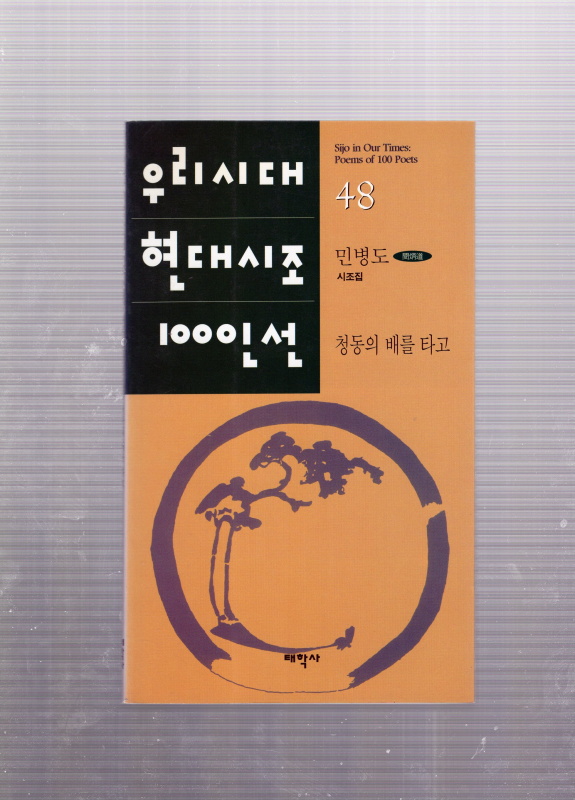 우리시대
현대시조
100인선
Sijo in Our Times:
Poems of 100 Poets
48
민병도 閔炳道
시조집
청동의 배를 타고
태학사